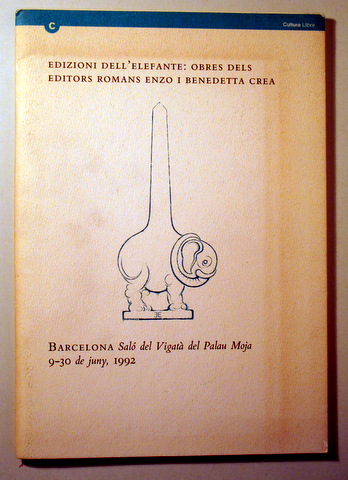 C
Cultura Libre
EDIZIONI DELL'ELEFANTE: OBRES DELS
EDITORS ROMANS ENZO I BENEDETTA CREA
BARCELONA Saló del Vigatà del Palau Moja
9-30 de juny, 1992